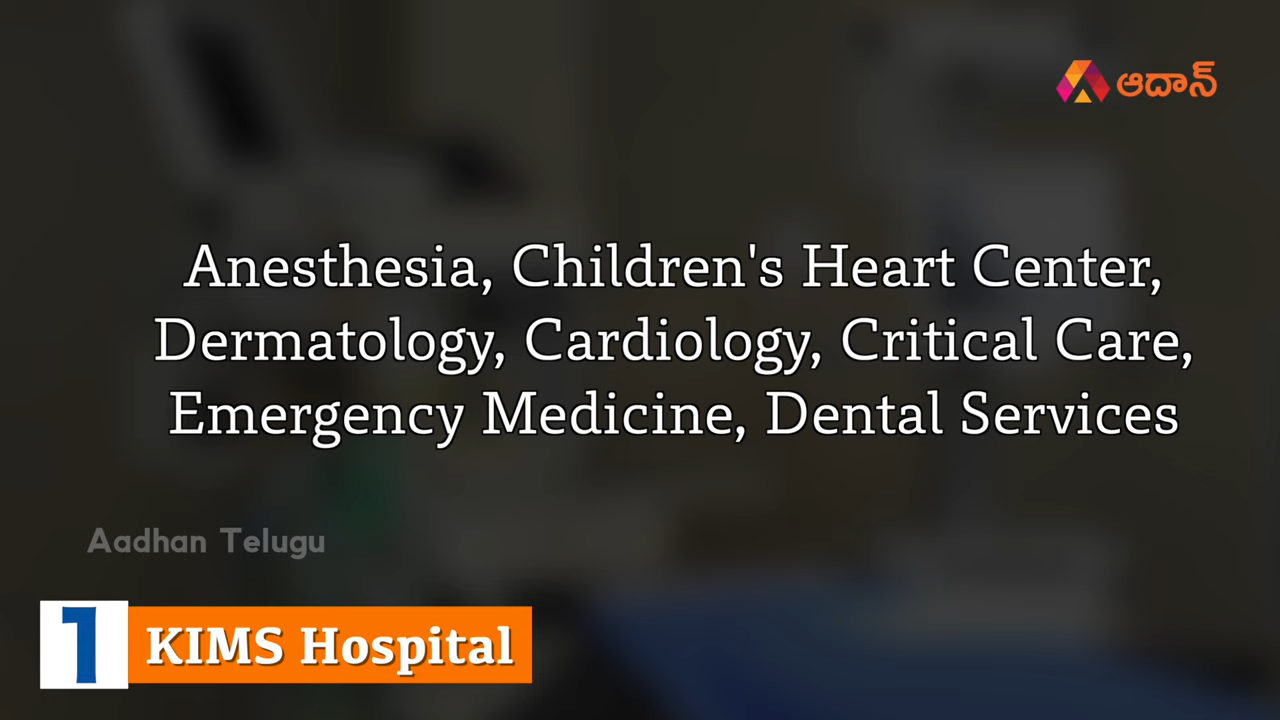 ఆదాన్
Anesthesia, Children's Heart Center,
Dermatology, Cardiology, Critical Care,
Emergency Medicine, Dental Services
Aadhan Telugu
1 KIMS Hospital